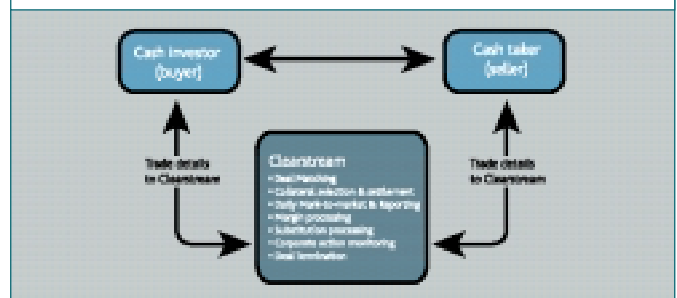 Cash investor
(buyer)
Cash taker
(seller)
Trade details
to Clearstream
Clearstream
• Deal Matching
• Collateral selection & settlement
• Daily Mark-to-market & Reporting
• Margin processing
• Substitution processing
• Corporate action monitoring
• Deal Termination
Trade details
to Clearstream